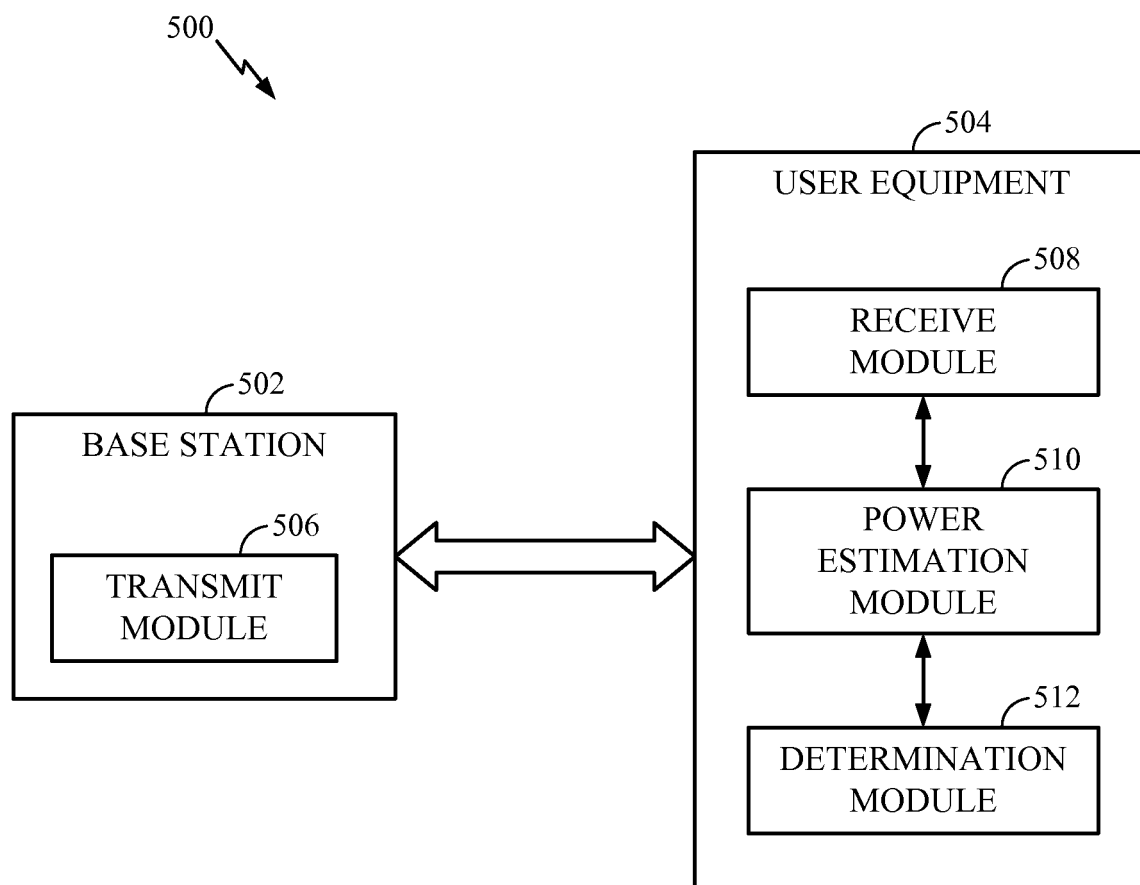 500
504
USER EQUIPMENT
508
RECEIVE
MODULE
502
BASE STATION
510
POWER
ESTIMATION
MODULE
506
TRANSMIT
MODULE
512
DETERMINATION
MODULE